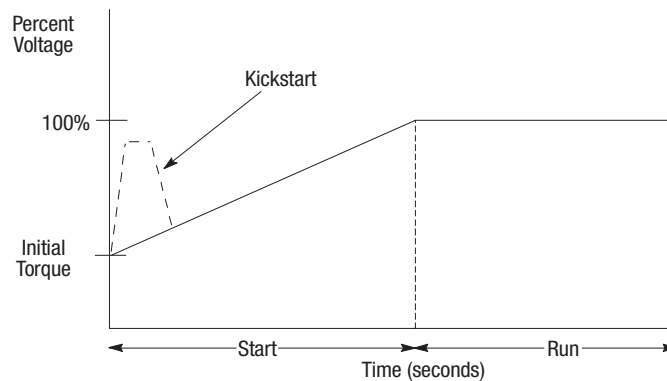 Percent
Voltage
Kickstart
100%
Initial
Torque
Start
Run
Time (seconds)